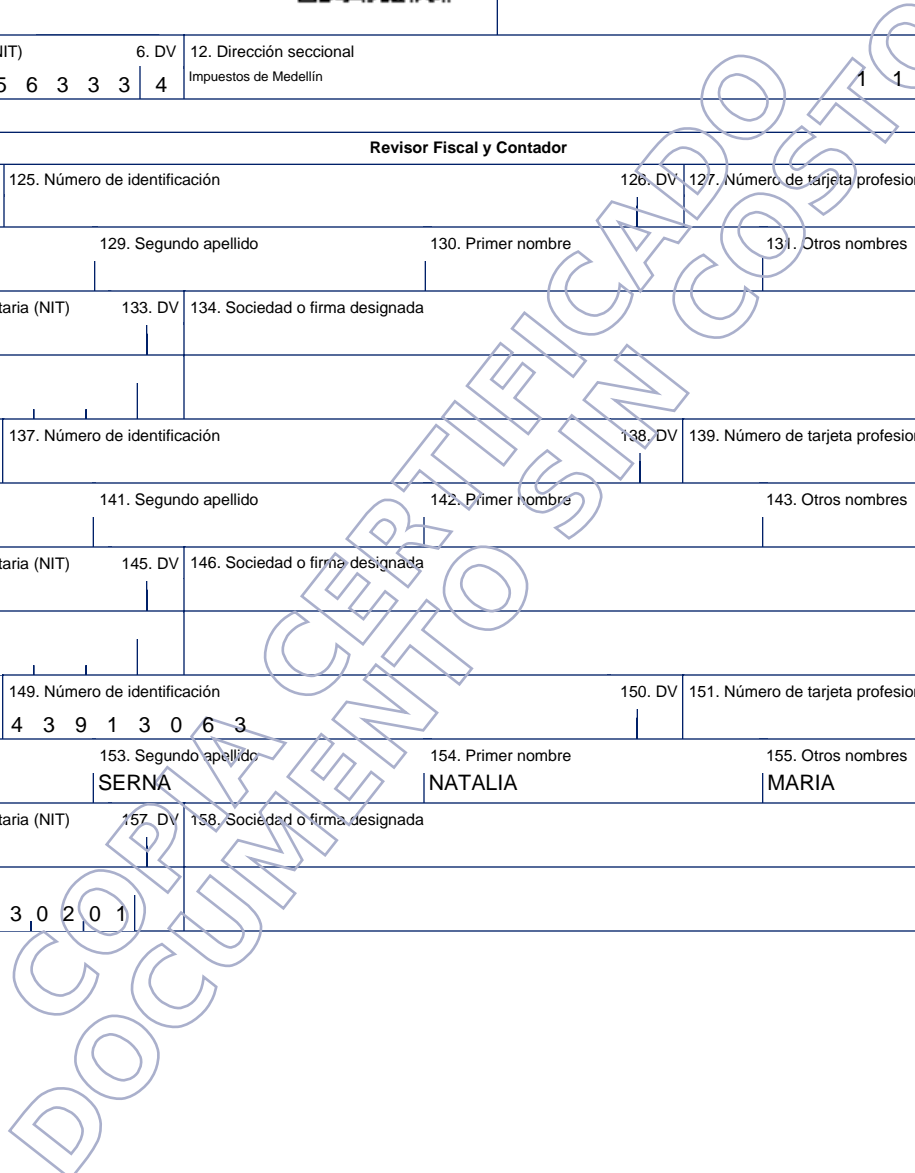 NIT) 6. DV 12. Dirección seccional
5 6 3 3 3 4 Impuestos de Medellín 1 1
Revisor Fiscal y Contador
125. Número de identificación 126. DV 127. Número de tarjeta profesion
129. Segundo apellido 130. Primer nombre 131. Otros nombres
taria (NIT) 133. DV 134. Sociedad o firma designada
137. Número de identificación 138. DV 139. Número de tarjeta profesion
141. Segundo apellido 142. Primer nombre 143. Otros nombres
taria (NIT) 145. DV 146. Sociedad o firma designada
149. Número de identificación 150. DV 151. Número de tarjeta profesion
4 3 9 1 3 0 6 3
153. Segundo apellido 154. Primer nombre 155. Otros nombres
SERNA NATALIA MARIA
taria (NIT) 157. DV 158. Sociedad o firma designada
3 0 2 0 1
COPIA CERTIFICADO
DOCUMENTO SIN COSTO